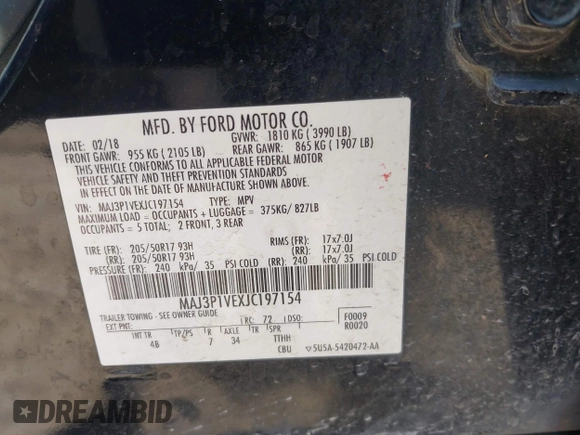 MFD. BY FORD MOTOR CO.
DATE: 02/18 GVWR: 1810 KG ( 3990 LB)
FRONT GAWR: 955 KG ( 2105 LB) REAR GAWR: 865 KG ( 1907 LB)
THIS VEHICLE CONFORMS TO ALL APPLICABLE FEDERAL MOTOR
VEHICLE SAFETY AND THEFT PREVENTION STANDARDS
IN EFFECT ON THE DATE OF MANUFACTURE SHOWN ABOVE.
VIN: MAJ3P1VEXJC197154 TYPE: MPV
MAXIMUM LOAD = OCCUPANTS + LUGGAGE = 375KG/ 827LB
OCCUPANTS = 5 TOTAL; 2 FRONT, 3 REAR
TIRE (FR): 205/50R17 93H RIMS (FR): 17x7.0J
(RR): 205/50R17 93H (RR): 17x7.0J
PRESSURE (FR): 240 kPa/ 35 PSI COLD (RR): 240 kPa/ 35 PSI COLD
MAJ3P1VEXJC197154
TRAILER TOWING - SEE OWNER GUIDE
EXT PNT: RC: 72 DSO: F0009
R0020
INT TR TP/PS R AXLE TR SPR
4B 7 34 TTHH
CBU 5U5A-5420472-AA
DREAMBID